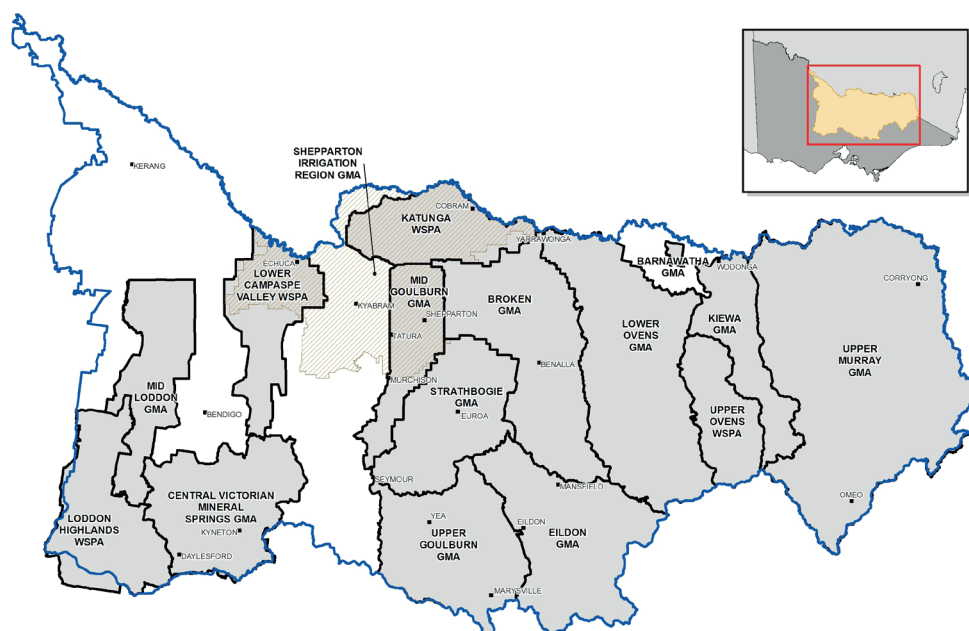 KERANG
SHEPPARTON
IRRIGATION
REGION GMA
COBRAM
KATUNGA
WSPA
YARRAWONGA
ECHUCA
LOWER
CAMPASPE
VALLEY WSPA
BARNAWATHA
GMA
WODONGA
CORRYONG
MID
GOULBURN
GMA
SHEPPARTON
KYABRAM
TATURA
BROKEN
GMA
LOWER
OVENS
GMA
KIEWA
GMA
UPPER
MURRAY
GMA
BENALLA
MURCHISON
MID
LODDON
GMA
BENDIGO
STRATHBOGIE
GMA
EUROA
UPPER
OVENS
WSPA
SEYMOUR
MANSFIELD
OMEO
CENTRAL VICTORIAN
MINERAL
SPRINGS GMA
KYNETON
DAYLESFORD
LODDON
HIGHLANDS
WSPA
YEA
UPPER
GOULBURN
GMA
EILDON
EILDON
GMA
MARYSVILLE